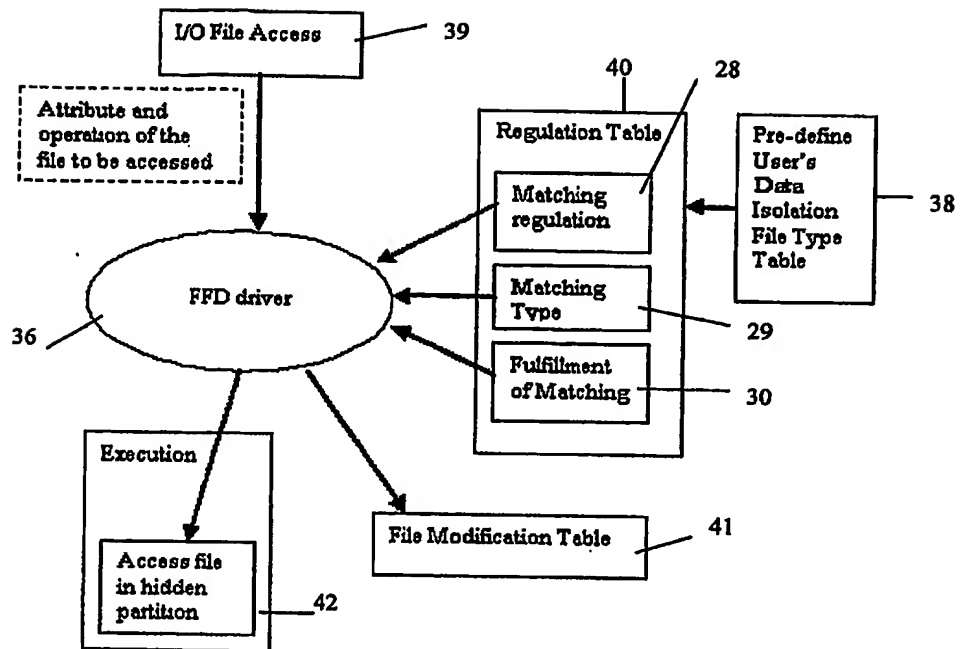 I/O File Access
39
Attribute and
operation of the
file to be accessed
40
28
Regulation Table
Matching
regulation
Pre-define
User's
Data
Isolation
File Type
Table
38
FFD driver
36
Matching
Type
29
Fulfillment
of Matching
30
Execution
Access file
in hidden
partition
42
File Modification Table
41